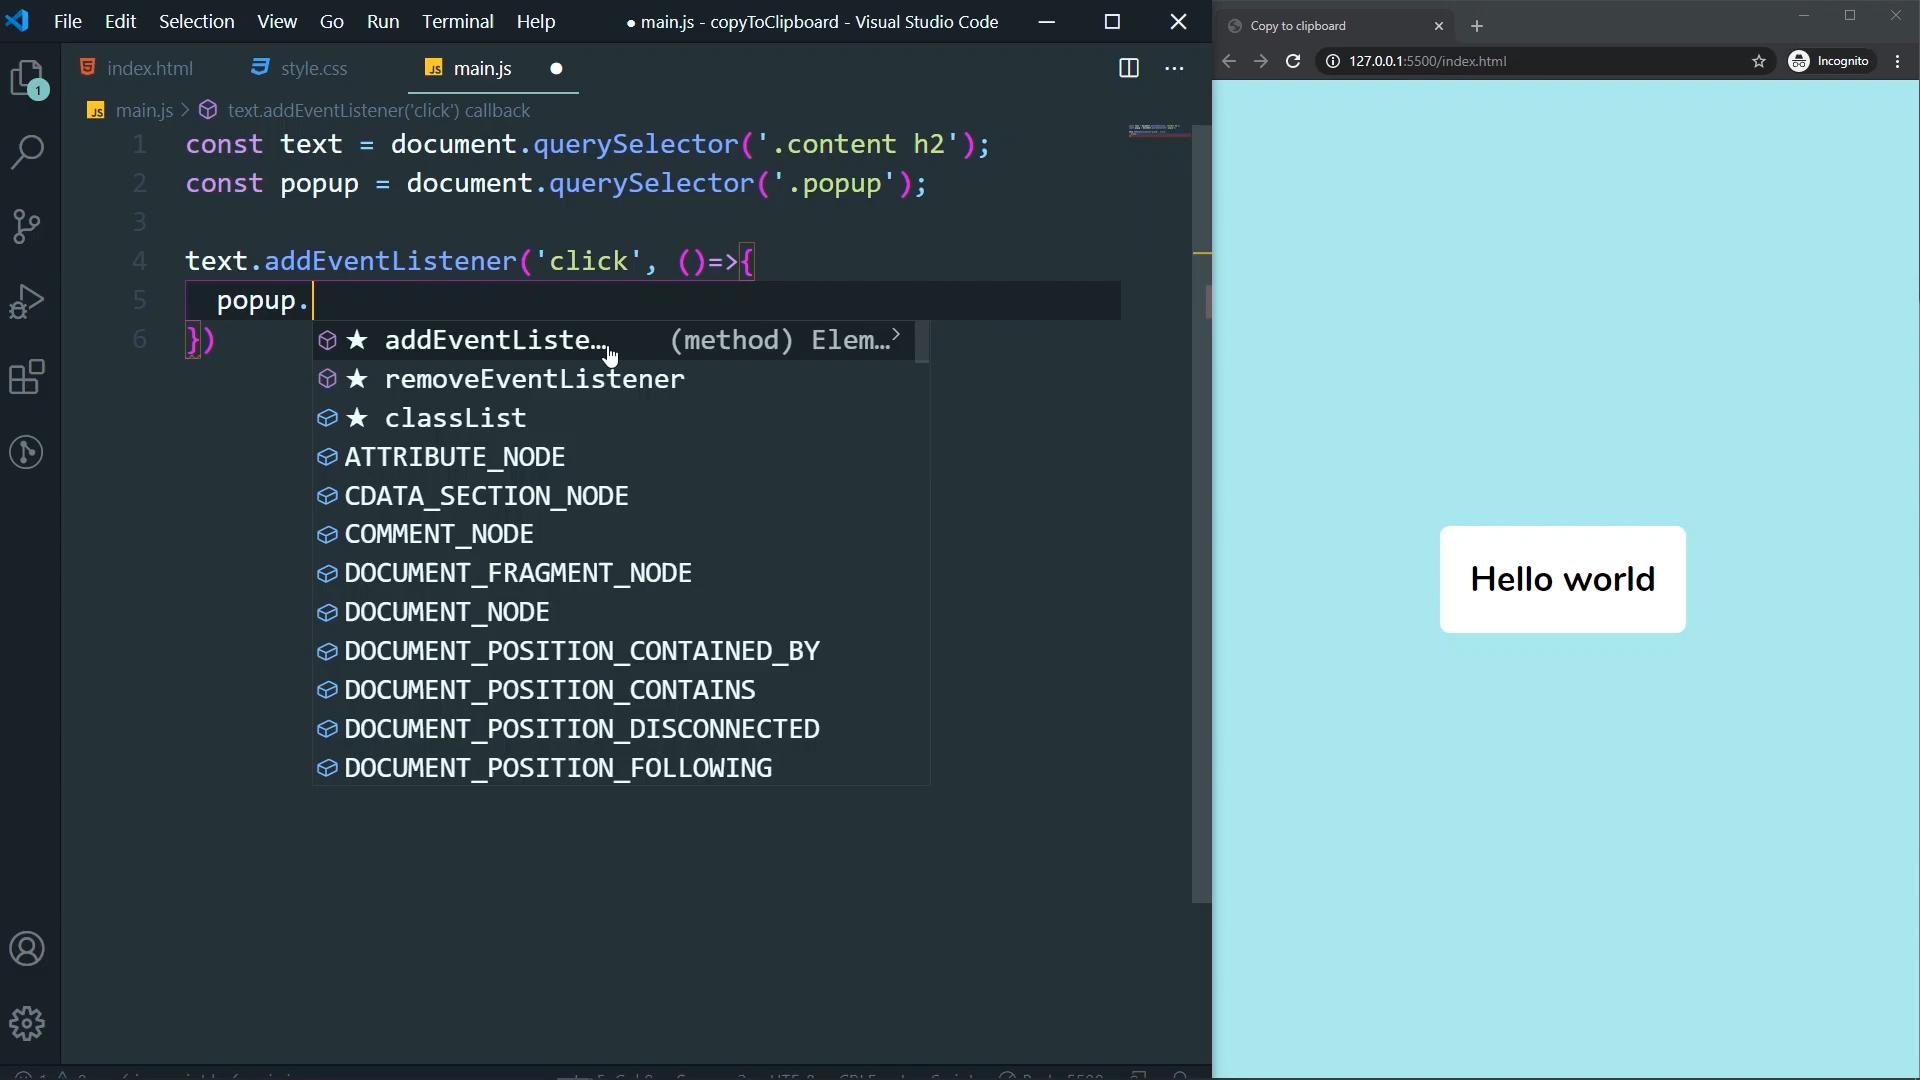 File Edit Selection View Go Run Terminal Help
● main.js - copyToClipboard - Visual Studio Code
index.html
style.css
JS main.js
JS main.js > text.addEventListener('click') callback
1 const text = document.querySelector('.content h2');
2 const popup = document.querySelector('.popup');
3
4 text.addEventListener('click', ()=>{
5 popup.
6 })
★ addEventListe… (method) Elem…>
★ removeEventListener
★ classList
ATTRIBUTE_NODE
CDATA_SECTION_NODE
COMMENT_NODE
DOCUMENT_FRAGMENT_NODE
DOCUMENT_NODE
DOCUMENT_POSITION_CONTAINED_BY
DOCUMENT_POSITION_CONTAINS
DOCUMENT_POSITION_DISCONNECTED
DOCUMENT_POSITION_FOLLOWING
1
Copy to clipboard
127.0.0.1:5500/index.html
Incognito
Hello world